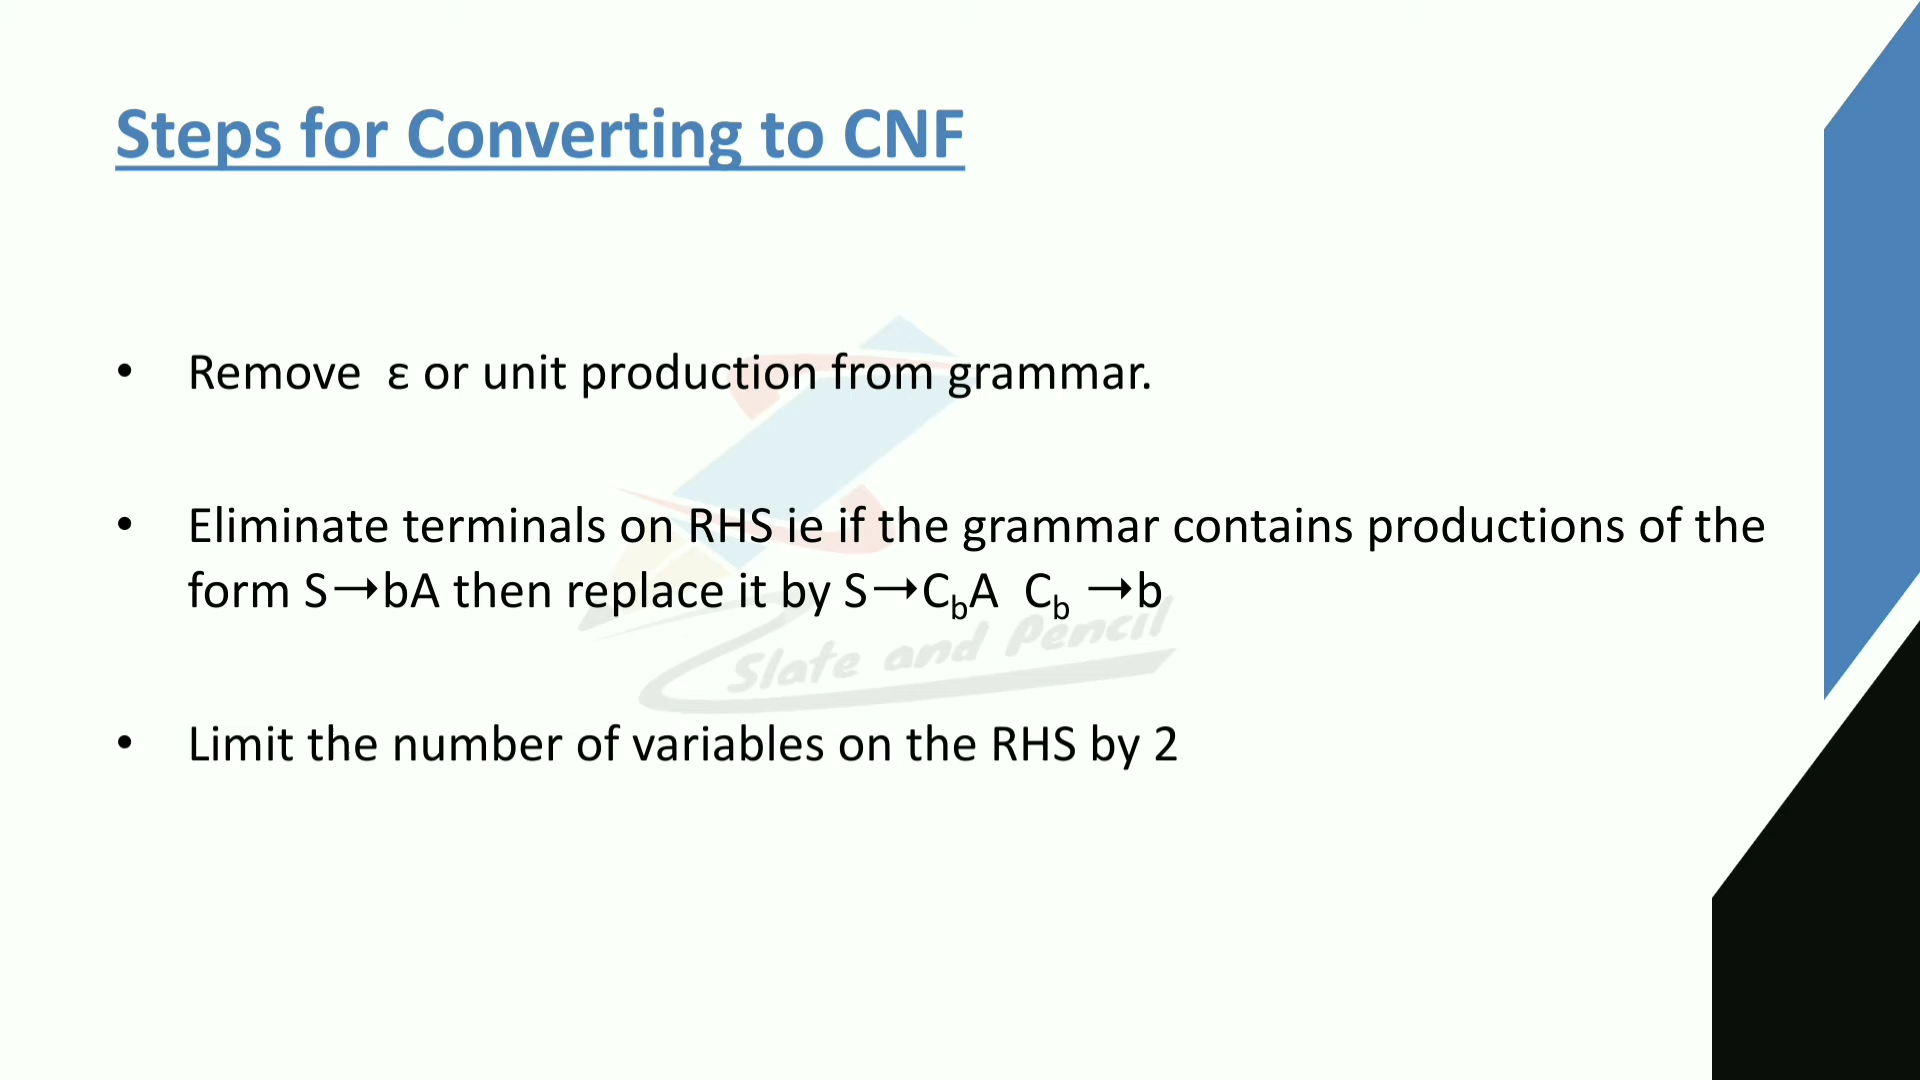 Steps for Converting to CNF
• Remove ε or unit production from grammar.
• Eliminate terminals on RHS ie if the grammar contains productions of the
form S→bA then replace it by S→C_bA C_b →b
Slate and Pencil
• Limit the number of variables on the RHS by 2